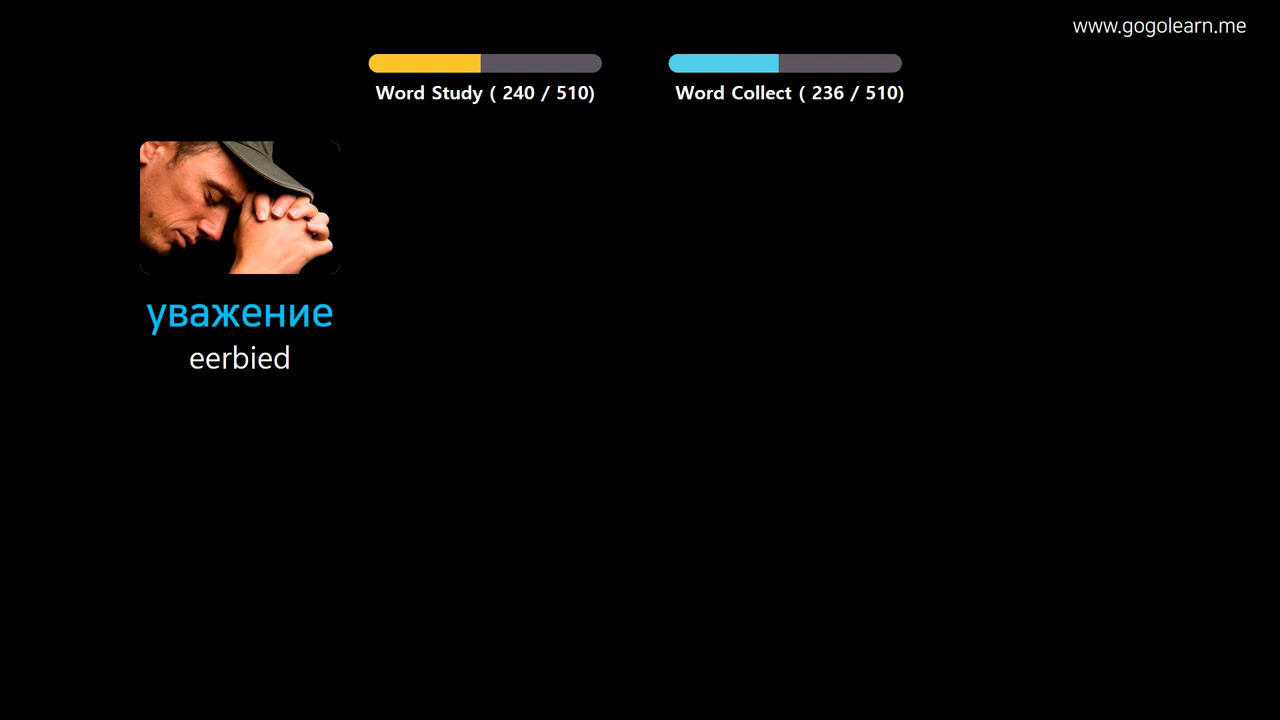 www.gogolearn.me
Word Study ( 240 / 510)
Word Collect ( 236 / 510)
уважение
eerbied